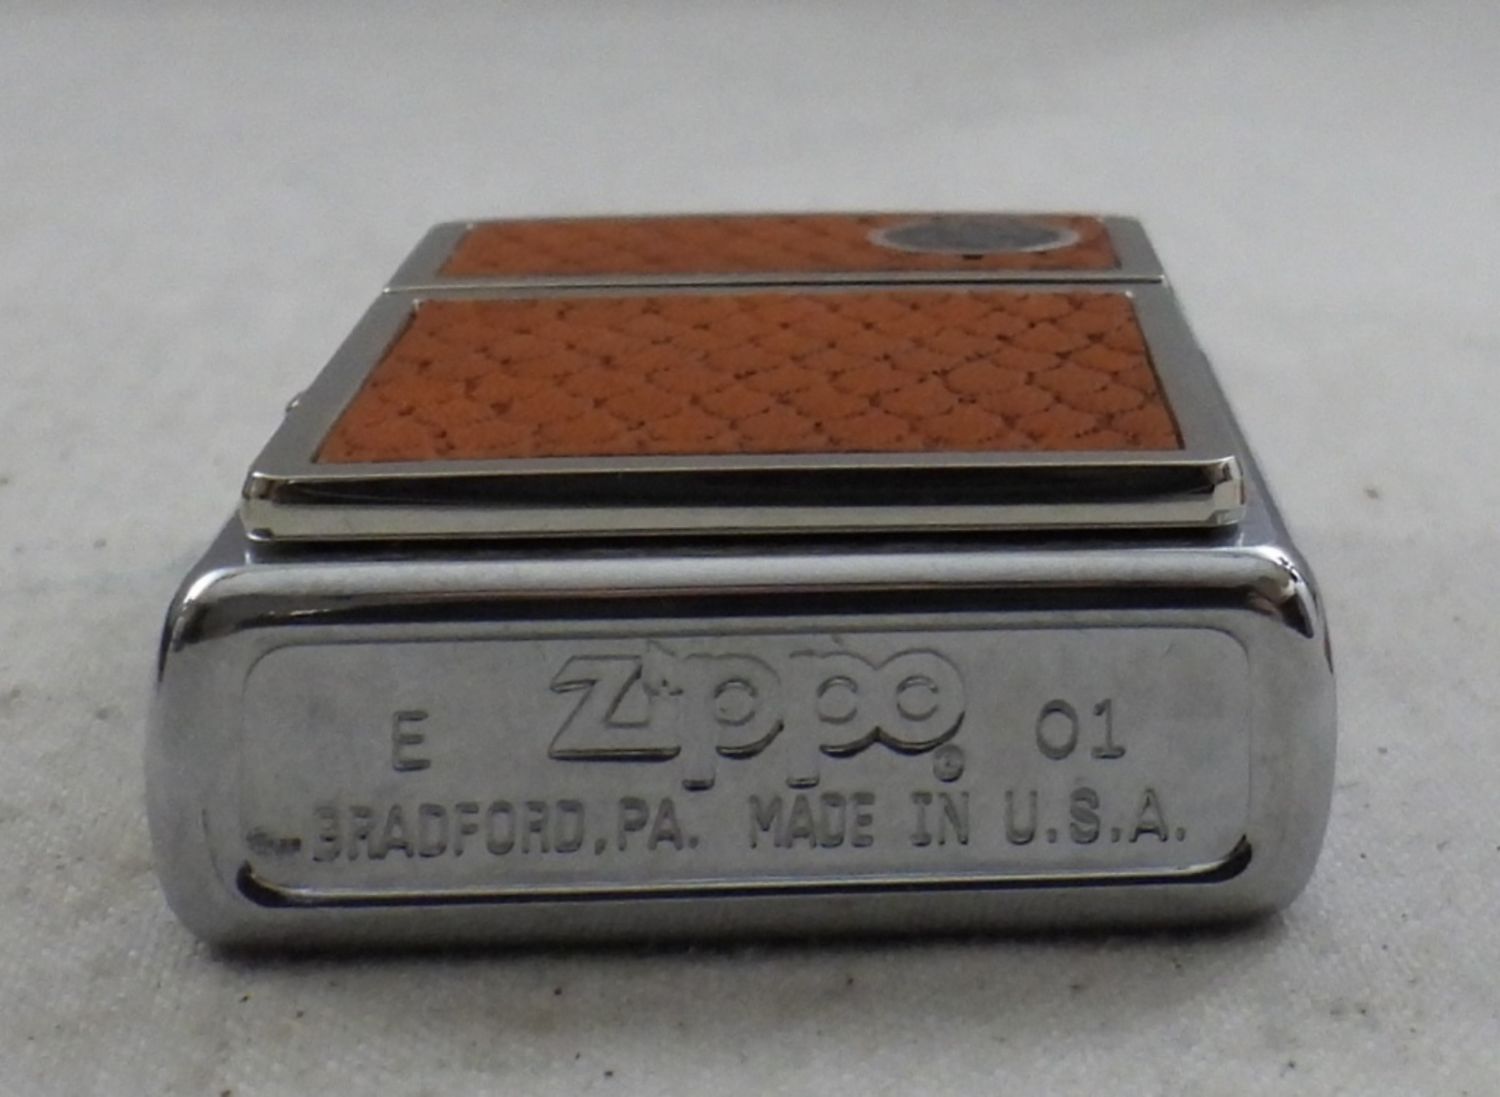 E Zippo ® 01
BRADFORD, PA. MADE IN U.S.A.